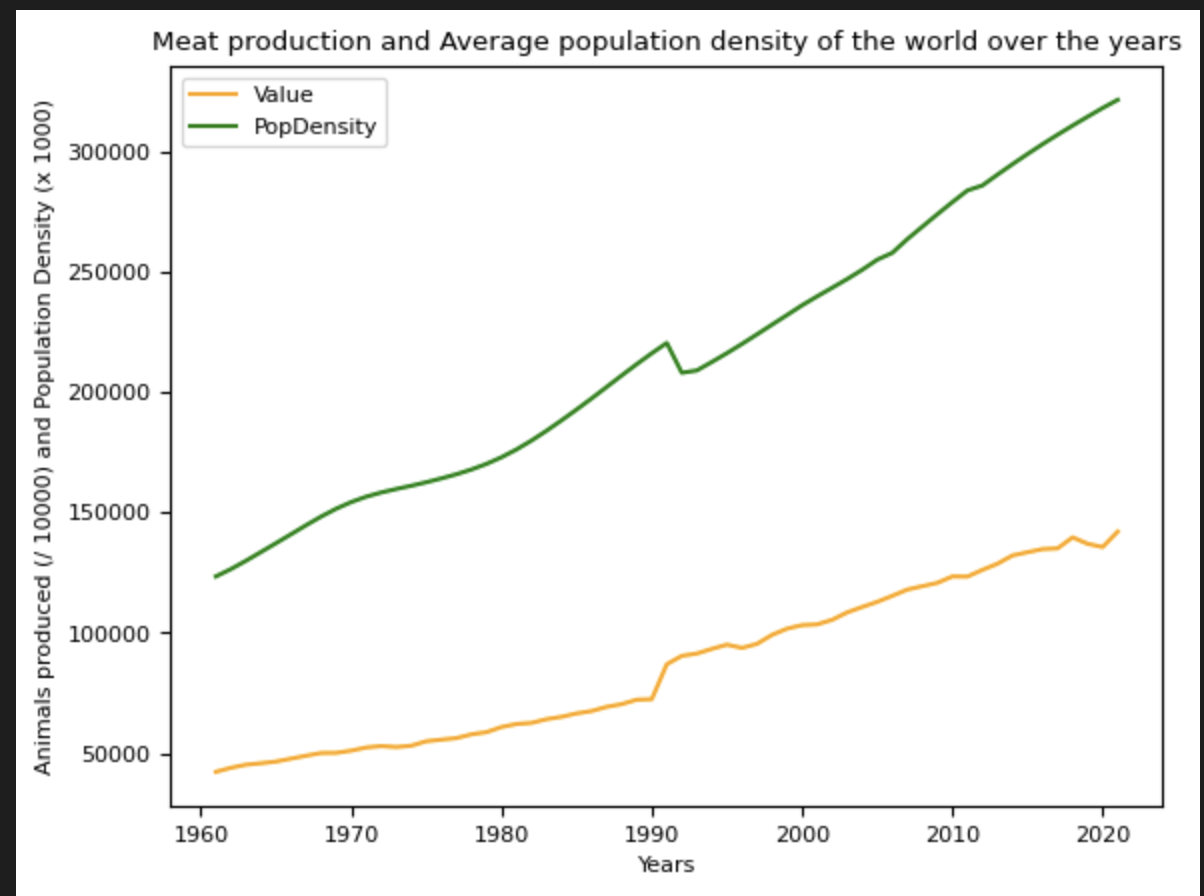 Meat production and Average population density of the world over the years
Value
PopDensity
Animals produced (/ 10000) and Population Density (x 1000)
300000
250000
200000
150000
100000
50000
1960 1970 1980 1990 2000 2010 2020
Years